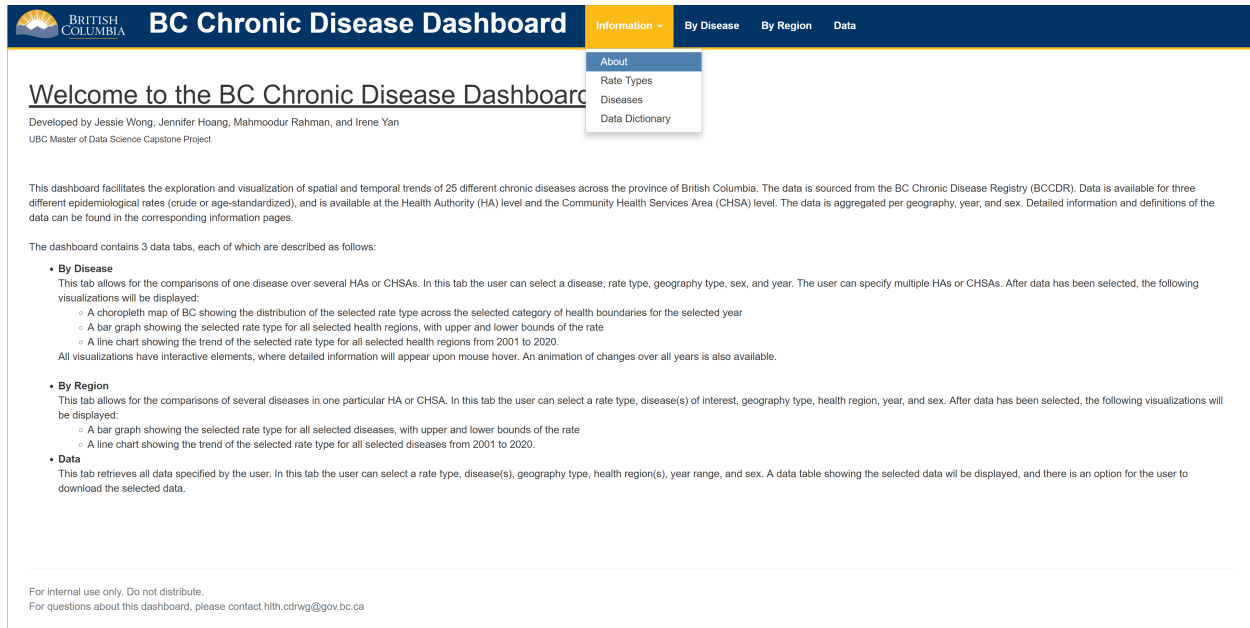 BRITISH
COLUMBIA
BC Chronic Disease Dashboard
Information
By Disease
By Region
Data
About
Rate Types
Diseases
Data Dictionary
Welcome to the BC Chronic Disease Dashboard
Developed by Jessie Wong, Jennifer Hoang, Mahmoodur Rahman, and Irene Yan
UBC Master of Data Science Capstone Project
This dashboard facilitates the exploration and visualization of spatial and temporal trends of 25 different chronic diseases across the province of British Columbia. The data is sourced from the BC Chronic Disease Registry (BCCDR). Data is available for three
different epidemiological rates (crude or age-standardized), and is available at the Health Authority (HA) level and the Community Health Services Area (CHSA) level. The data is aggregated per geography, year, and sex. Detailed information and definitions of the
data can be found in the corresponding information pages.
The dashboard contains 3 data tabs, each of which are described as follows:
• By Disease
This tab allows for the comparisons of one disease over several HAs or CHSAs. In this tab the user can select a disease, rate type, geography type, sex, and year. The user can specify multiple HAs or CHSAs. After data has been selected, the following
visualizations will be displayed:
◦ A choropleth map of BC showing the distribution of the selected rate type across the selected category of health boundaries for the selected year
◦ A bar graph showing the selected rate type for all selected health regions, with upper and lower bounds of the rate
◦ A line chart showing the trend of the selected rate type for all selected health regions from 2001 to 2020.
All visualizations have interactive elements, where detailed information will appear upon mouse hover. An animation of changes over all years is also available.
• By Region
This tab allows for the comparisons of several diseases in one particular HA or CHSA. In this tab the user can select a rate type, disease(s) of interest, geography type, health region, year, and sex. After data has been selected, the following visualizations will
be displayed:
◦ A bar graph showing the selected rate type for all selected diseases, with upper and lower bounds of the rate
◦ A line chart showing the trend of the selected rate type for all selected diseases from 2001 to 2020.
• Data
This tab retrieves all data specified by the user. In this tab the user can select a rate type, disease(s), geography type, health region(s), year range, and sex. A data table showing the selected data wil be displayed, and there is an option for the user to
download the selected data.
For internal use only. Do not distribute.
For questions about this dashboard, please contact hlth.cdrwg@gov.bc.ca